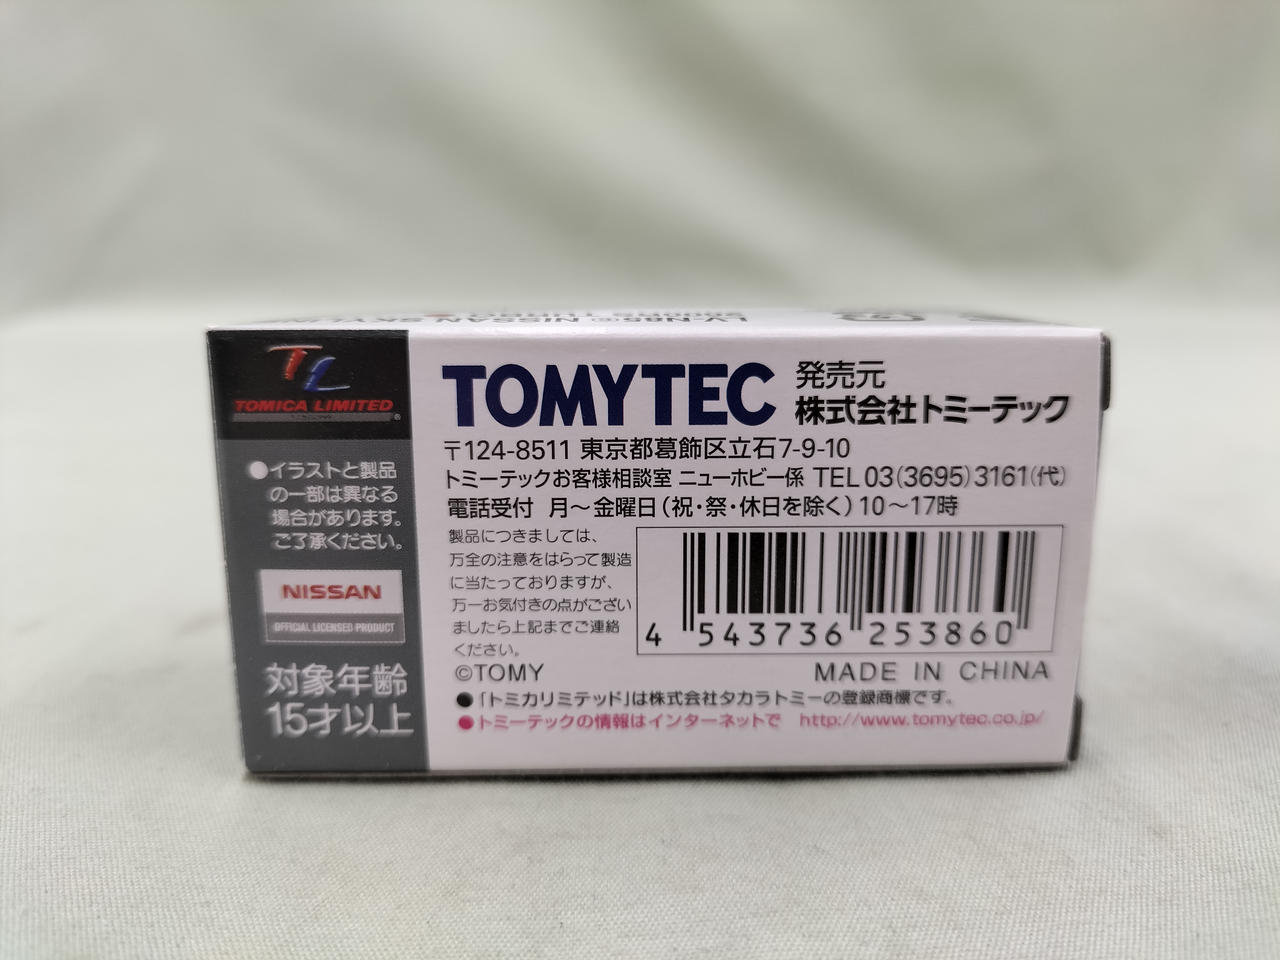 TL
TOMICA LIMITED
●イラストと製品
の一部は異なる
場合があります。
ご了承ください。
NISSAN
OFFICIAL LICENSED PRODUCT
対象年齢
15才以上
TOMYTEC 発売元
株式会社トミーテック
〒124-8511 東京都葛飾区立石7-9-10
トミーテックお客様相談室 ニューホビー係 TEL 03(3695)3161(代)
電話受付 月～金曜日(祝・祭・休日を除く)10～17時
製品につきましては、
万全の注意をはらって製造
に当たっておりますが、
万一お気付きの点がござい
ましたら上記までご連絡
ください。
4 543736 253860
©TOMY MADE IN CHINA
●「トミカリミテッド」は株式会社タカラトミーの登録商標です。
●トミーテックの情報はインターネットで http://www.tomytec.co.jp/